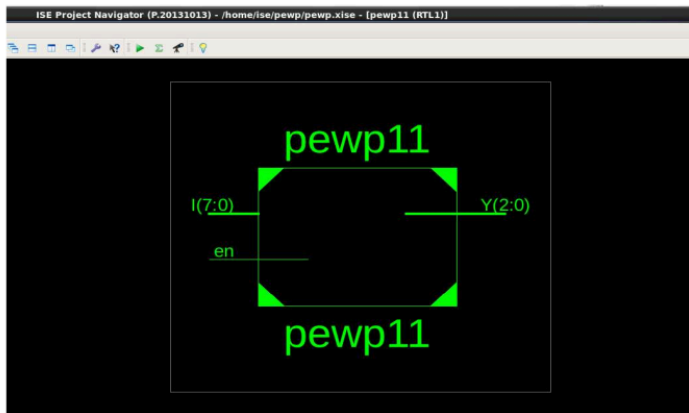 ISE Project Navigator (P.20131013) - /home/ise/pewp/pewp.xise - [pewp11 (RTL1)]
pewp11
I(7:0)
Y(2:0)
en
pewp11